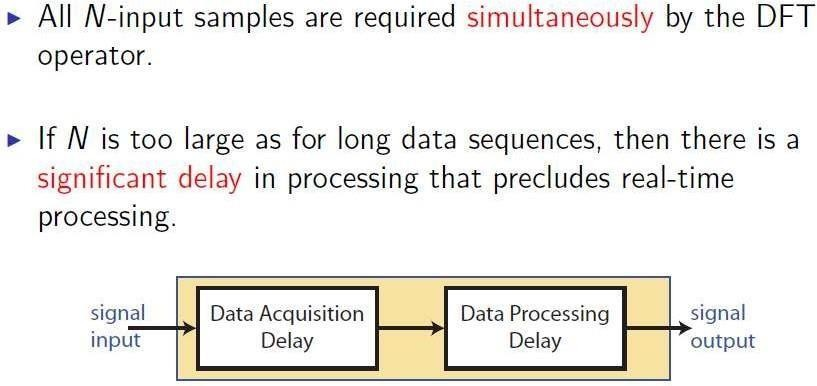 All N-input samples are required simultaneously by the DFT
operator.
If N is too large as for long data sequences, then there is a
significant delay in processing that precludes real-time
processing.
signal
input
Data Acquisition
Delay
Data Processing
Delay
signal
output